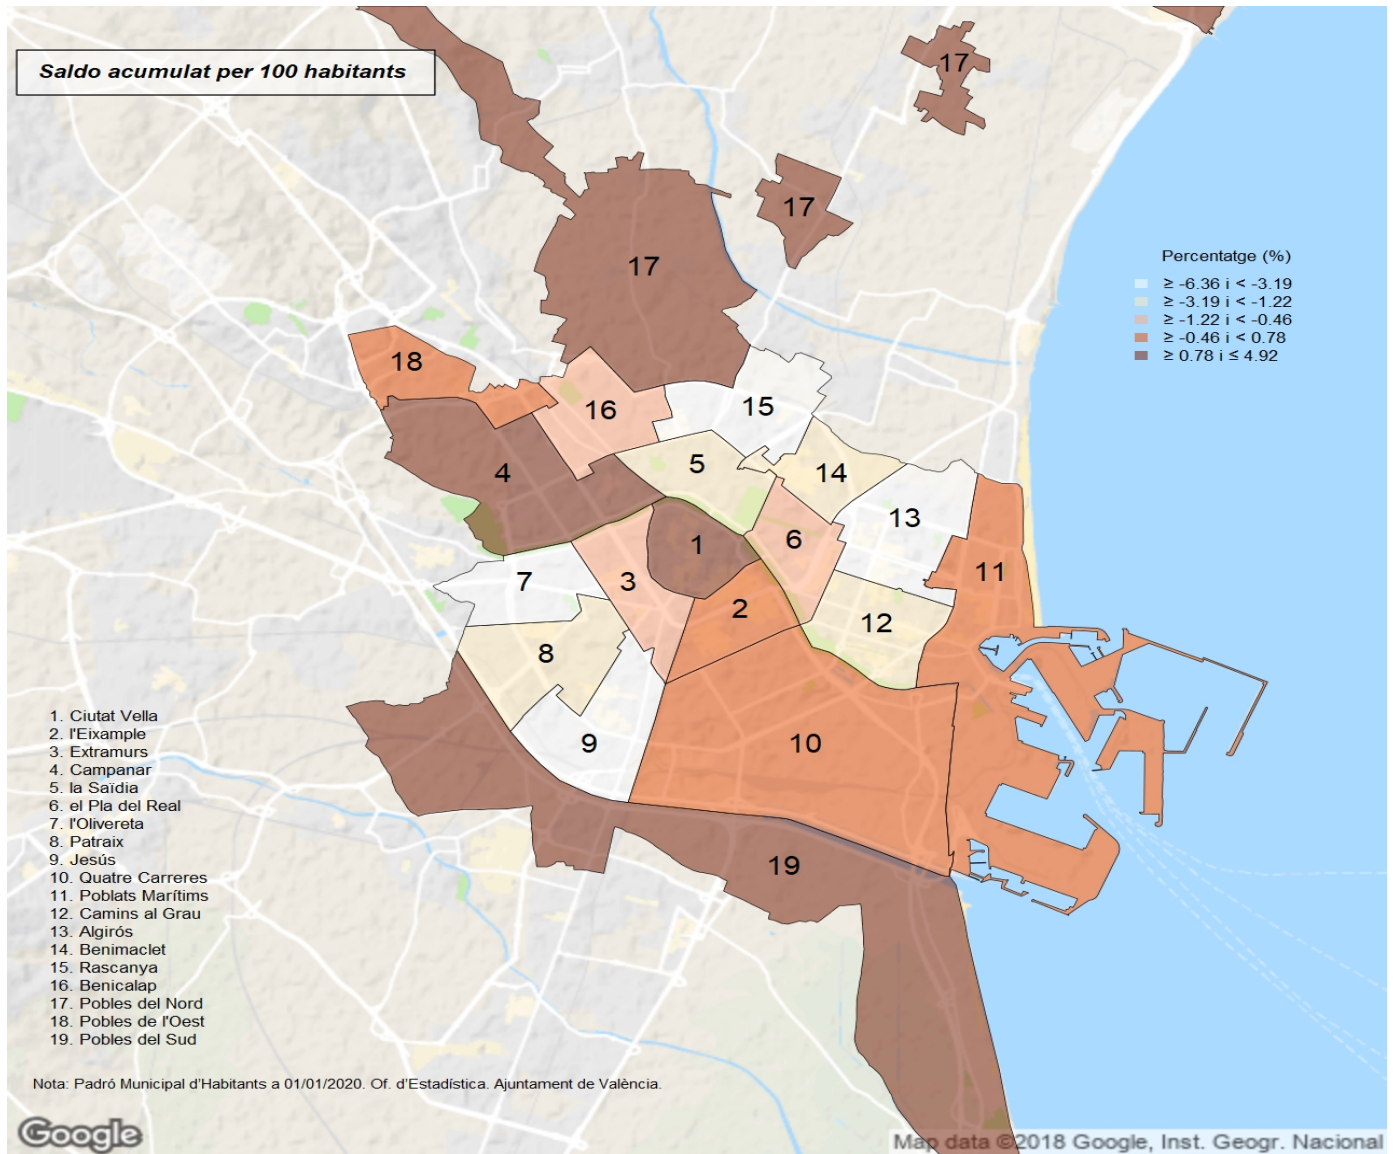 Saldo acumulat per 100 habitants
17
17
17
Percentatge (%)
≥ -6.36 i < -3.19
≥ -3.19 i < -1.22
≥ -1.22 i < -0.46
≥ -0.46 i < 0.78
≥ 0.78 i ≤ 4.92
18
16
15
5
4
14
13
1
6
11
7
3
2
12
8
9
10
19
1. Ciutat Vella
2. l'Eixample
3. Extramurs
4. Campanar
5. la Saïdia
6. el Pla del Real
7. l'Olivereta
8. Patraix
9. Jesús
10. Quatre Carreres
11. Poblats Marítims
12. Camins al Grau
13. Algirós
14. Benimaclet
15. Rascanya
16. Benicalap
17. Pobles del Nord
18. Pobles de l'Oest
19. Pobles del Sud
Nota: Padró Municipal d'Habitants a 01/01/2020. Of. d'Estadística. Ajuntament de València.
Google
Map data ©2018 Google, Inst. Geogr. Nacional